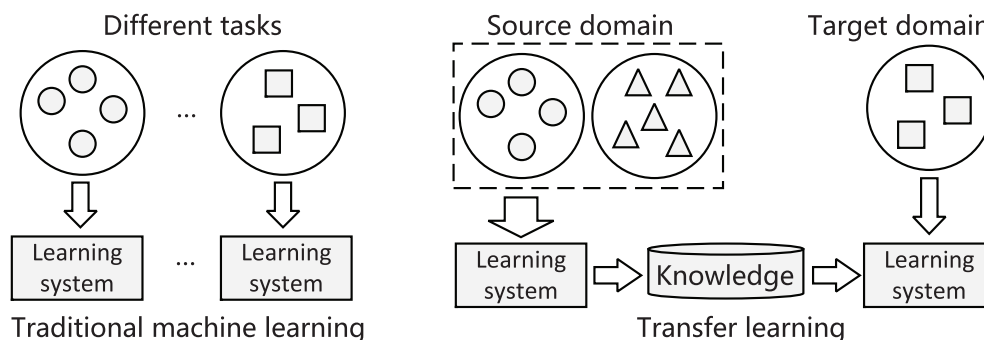 Different tasks
...
Learning
system
...
Learning
system
Traditional machine learning
Source domain
Target domain
Learning
system
Knowledge
Learning
system
Transfer learning